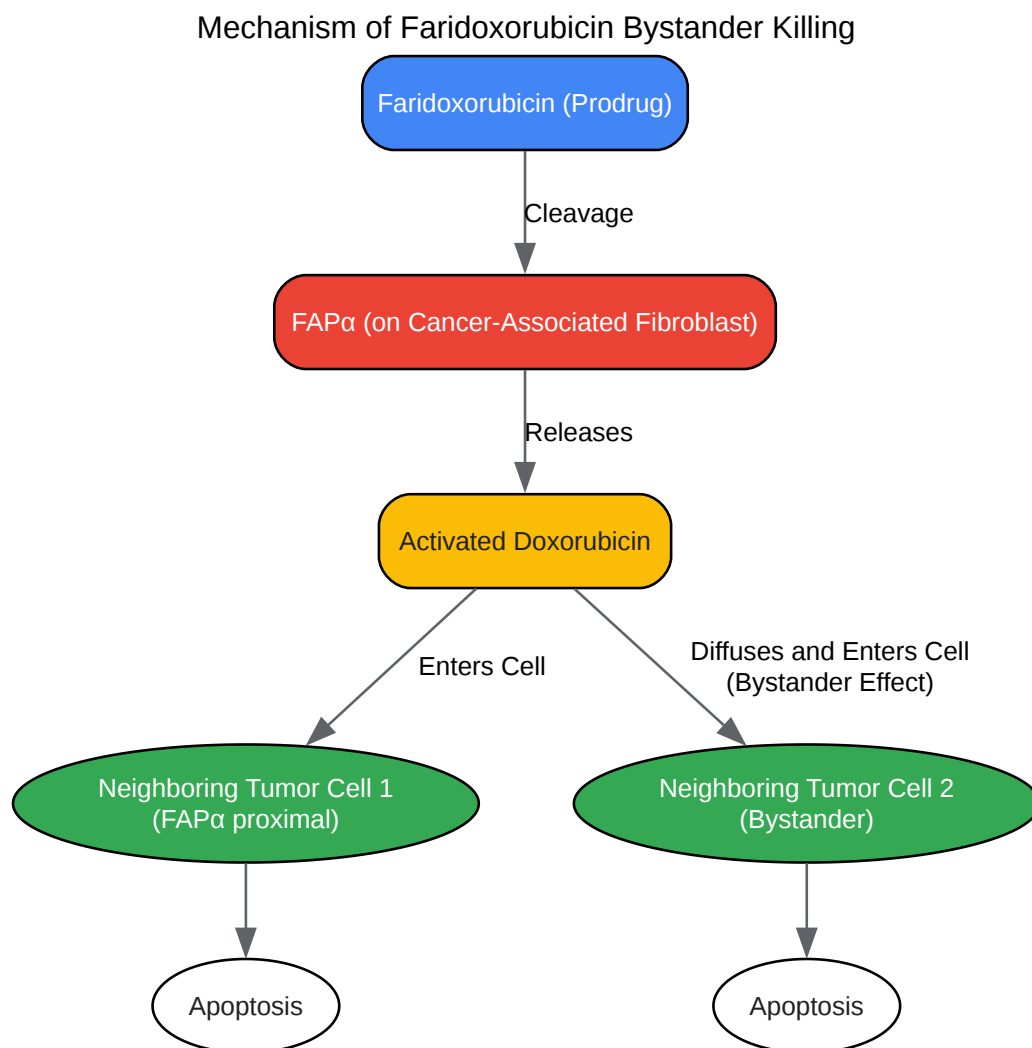 Mechanism of Faridoxorubicin Bystander Killing
Faridoxorubicin (Prodrug)
Cleavage
FAPα (on Cancer-Associated Fibroblast)
Releases
Activated Doxorubicin
Enters Cell
Diffuses and Enters Cell
(Bystander Effect)
Neighboring Tumor Cell 1
(FAPα proximal)
Neighboring Tumor Cell 2
(Bystander)
Apoptosis
Apoptosis